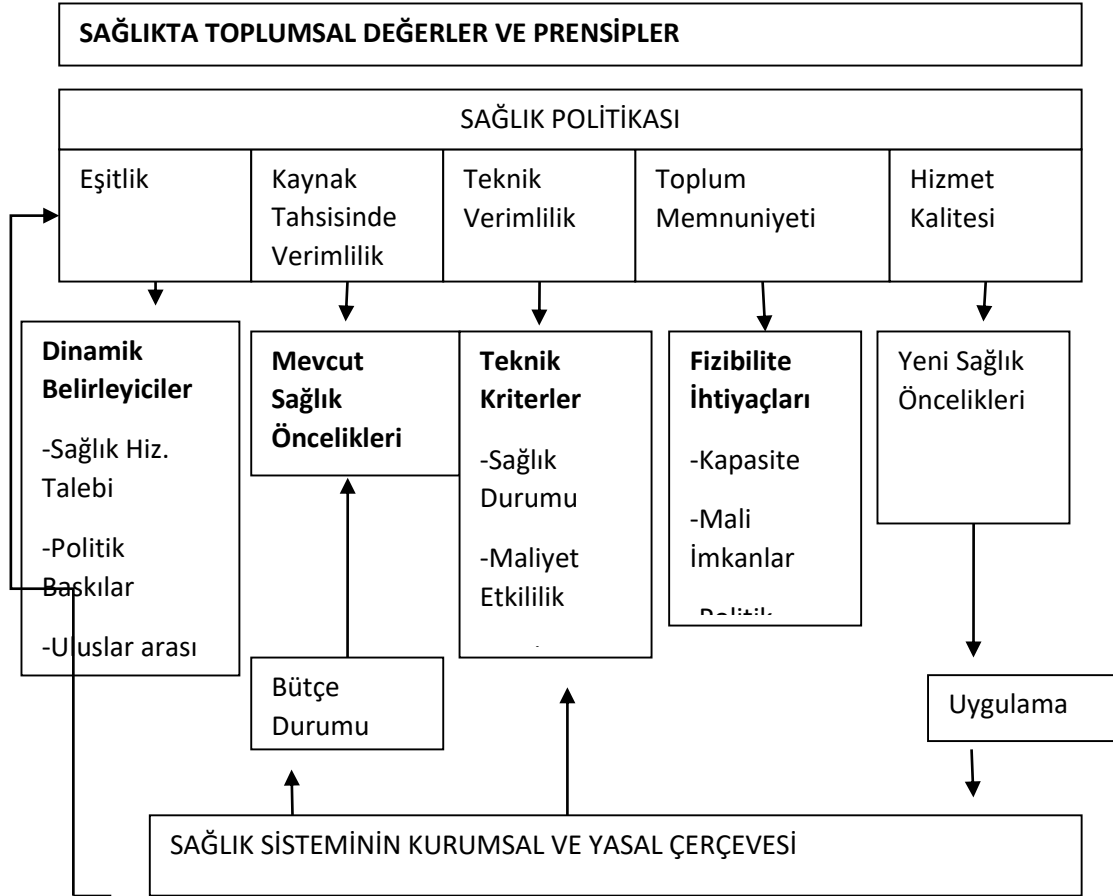 SAĞLIKTA TOPLUMSAL DEĞERLER VE PRENSİPLER
SAĞLIK POLİTİKASI
Eşitlik
Kaynak
Tahsisinde
Verimlilik
Teknik
Verimlilik
Toplum
Memnuniyeti
Hizmet
Kalitesi
Dinamik
Belirleyiciler
-Sağlık Hiz.
Talebi
-Politik
Baskılar
-Uluslar arası
Mevcut
Sağlık
Öncelikleri
Teknik
Kriterler
-Sağlık
Durumu
-Maliyet
Etkililik
Fizibilite
İhtiyaçları
-Kapasite
-Mali
İmkanlar
Yeni Sağlık
Öncelikleri
Bütçe
Durumu
Uygulama
SAĞLIK SİSTEMİNİN KURUMSAL VE YASAL ÇERÇEVESİ